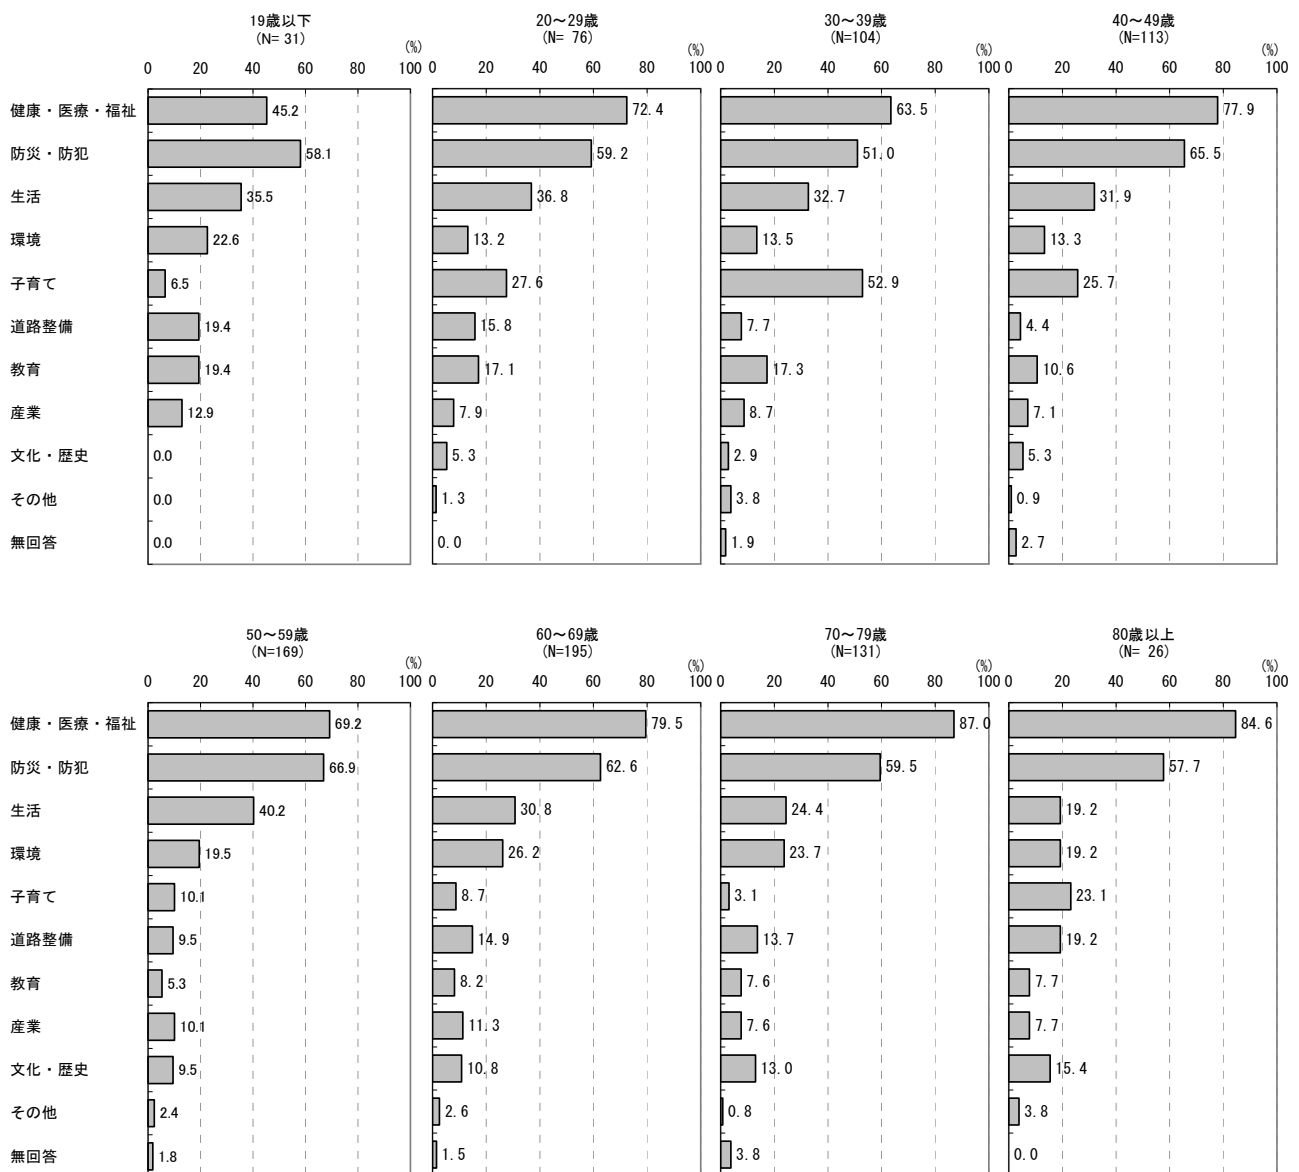 19歳以下 20～29歳 30～39歳 40～49歳
(N= 31) (N= 76) (N=104) (N=113)
(%) (%) (%) (%)
0 20 40 60 80 100 0 20 40 60 80 100 0 20 40 60 80 100 0 20 40 60 80 100
健康・医療・福祉 45.2 72.4 63.5 77.9
防災・防犯 58.1 59.2 51.0 65.5
生活 35.5 36.8 32.7 31.9
環境 22.6 13.2 13.5 13.3
子育て 6.5 27.6 52.9 25.7
道路整備 19.4 15.8 7.7 4.4
教育 19.4 17.1 17.3 10.6
産業 12.9 7.9 8.7 7.1
文化・歴史 0.0 5.3 2.9 5.3
その他 0.0 1.3 3.8 0.9
無回答 0.0 0.0 1.9 2.7
50～59歳 60～69歳 70～79歳 80歳以上
(N=169) (N=195) (N=131) (N= 26)
(%) (%) (%) (%)
0 20 40 60 80 100 0 20 40 60 80 100 0 20 40 60 80 100 0 20 40 60 80 100
健康・医療・福祉 69.2 79.5 87.0 84.6
防災・防犯 66.9 62.6 59.5 57.7
生活 40.2 30.8 24.4 19.2
環境 19.5 26.2 23.7 19.2
子育て 10.1 8.7 3.1 23.1
道路整備 9.5 14.9 13.7 19.2
教育 5.3 8.2 7.6 7.7
産業 10.1 11.3 7.6 7.7
文化・歴史 9.5 10.8 13.0 15.4
その他 2.4 2.6 0.8 3.8
無回答 1.8 1.5 3.8 0.0